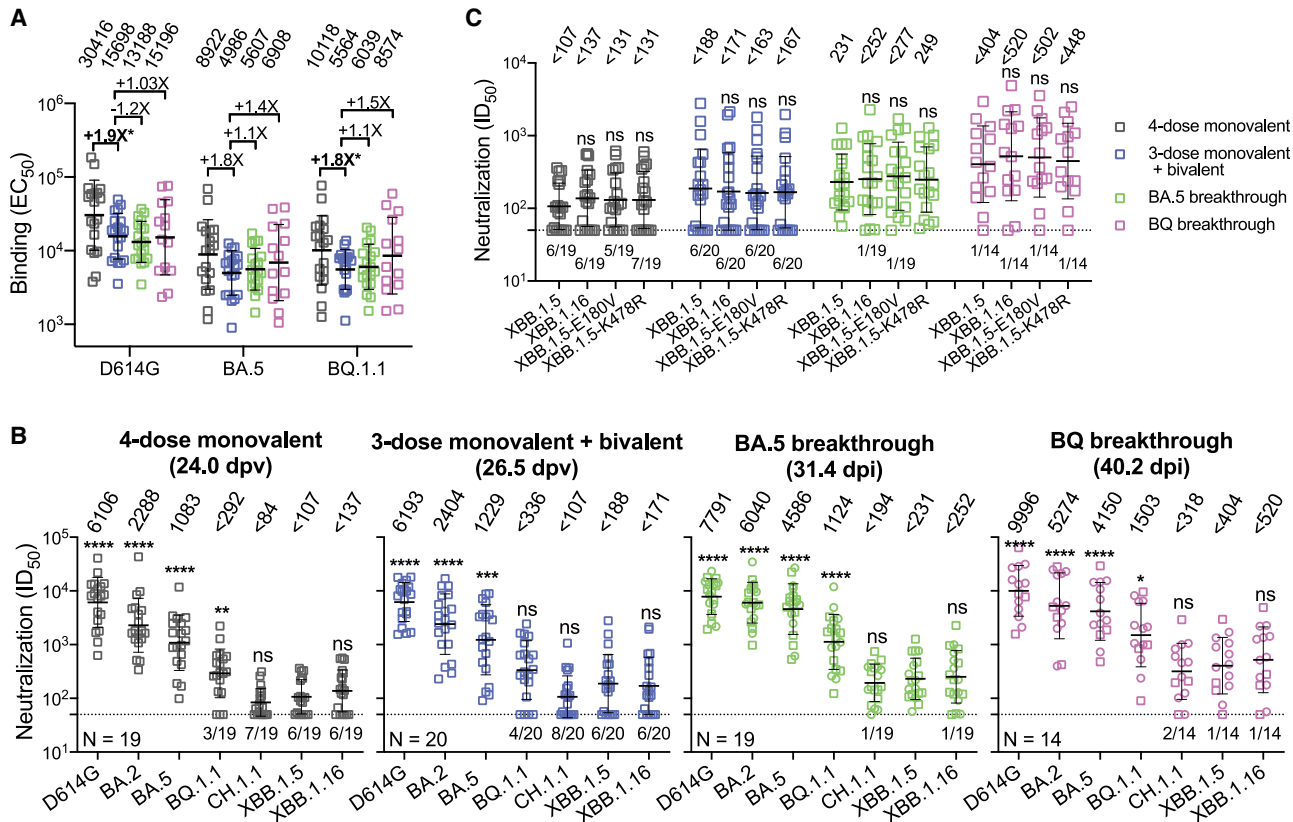 A
30416
15698
13188
15196
8922
4986
5607
6908
10118
5564
6039
8574
+1.03X
-1.2X
+1.9X*
+1.4X
+1.1X
+1.8X
+1.5X
+1.1X
+1.8X*
Binding (EC50)
10^6
10^5
10^4
10^3
D614G BA.5 BQ.1.1
C
<107
<137
<131
<131
<188
<171
<163
<167
231
<252
<277
249
<404
<520
<502
<448
ns ns ns
ns ns ns
ns ns ns
ns ns ns
Neutralization (ID50)
10^4
10^3
10^2
10^1
6/19 6/19 5/19 7/19
6/20 6/20 6/20 6/20
1/19 1/19
1/14 1/14 1/14 1/14
XBB.1.5
XBB.1.16
XBB.1.5-E180V
XBB.1.5-K478R
XBB.1.5
XBB.1.16
XBB.1.5-E180V
XBB.1.5-K478R
XBB.1.5
XBB.1.16
XBB.1.5-E180V
XBB.1.5-K478R
XBB.1.5
XBB.1.16
XBB.1.5-E180V
XBB.1.5-K478R
4-dose monovalent
3-dose monovalent
+ bivalent
BA.5 breakthrough
BQ breakthrough
B
4-dose monovalent
(24.0 dpv)
6106
2288
1083
<292
<84
<107
<137
**** **** **** ** ns ns
Neutralization (ID50)
10^5
10^4
10^3
10^2
10^1
3/19 7/19 6/19 6/19
N = 19
D614G
BA.2
BA.5
BQ.1.1
CH.1.1
XBB.1.5
XBB.1.16
3-dose monovalent + bivalent
(26.5 dpv)
6193
2404
1229
<336
<107
<188
<171
**** **** *** ns ns ns
4/20 8/20 6/20 6/20
N = 20
D614G
BA.2
BA.5
BQ.1.1
CH.1.1
XBB.1.5
XBB.1.16
BA.5 breakthrough
(31.4 dpi)
7791
6040
4586
1124
<194
<231
<252
**** **** **** **** ns ns
1/19 1/19
N = 19
D614G
BA.2
BA.5
BQ.1.1
CH.1.1
XBB.1.5
XBB.1.16
BQ breakthrough
(40.2 dpi)
9996
5274
4150
1503
<318
<404
<520
**** **** **** * ns ns
2/14 1/14 1/14
N = 14
D614G
BA.2
BA.5
BQ.1.1
CH.1.1
XBB.1.5
XBB.1.16